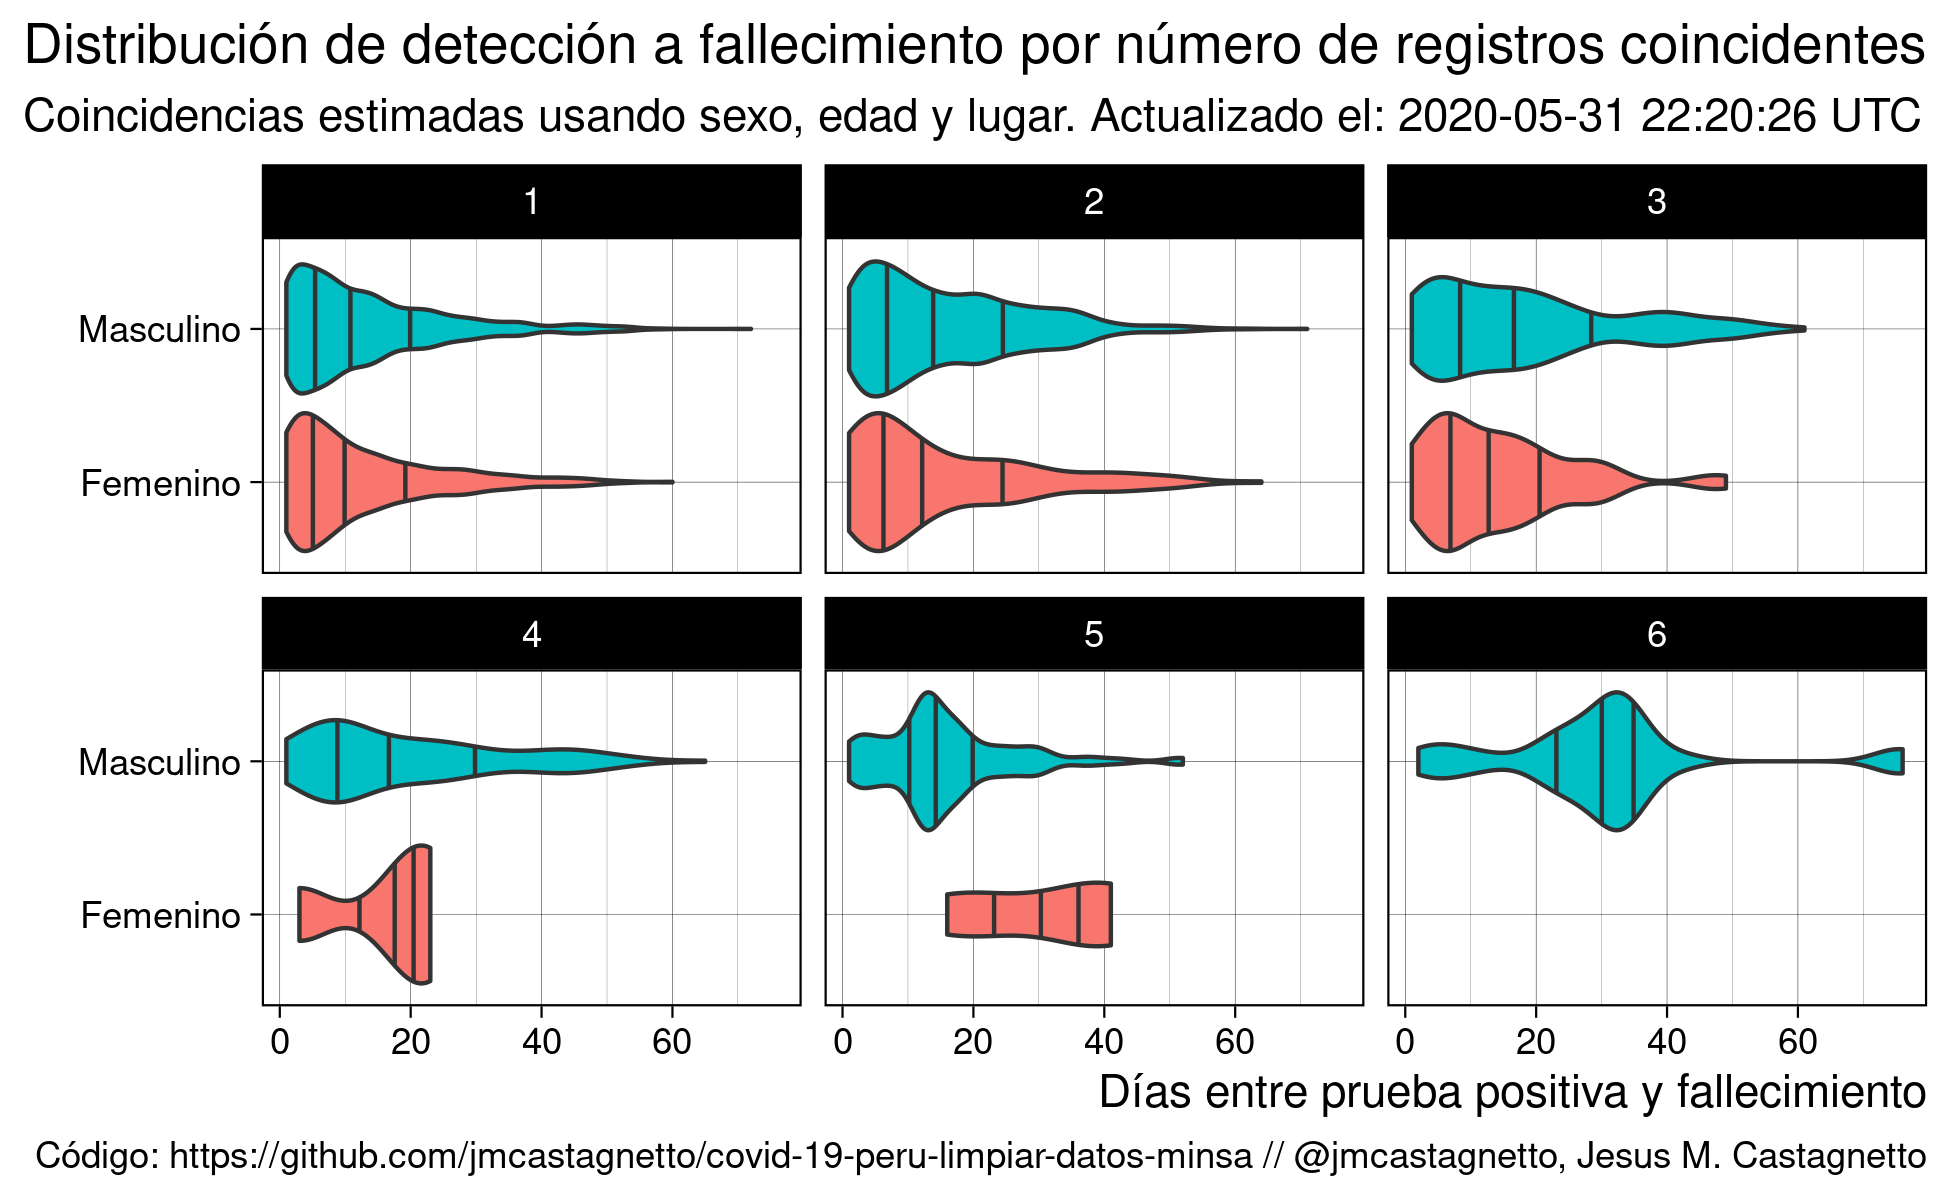 Distribución de detección a fallecimiento por número de registros coincidentes
Coincidencias estimadas usando sexo, edad y lugar. Actualizado el: 2020-05-31 22:20:26 UTC
1 2 3
Masculino
Femenino
4 5 6
Masculino
Femenino
0 20 40 60 0 20 40 60 0 20 40 60
Días entre prueba positiva y fallecimiento
Código: https://github.com/jmcastagnetto/covid-19-peru-limpiar-datos-minsa // @jmcastagnetto, Jesus M. Castagnetto